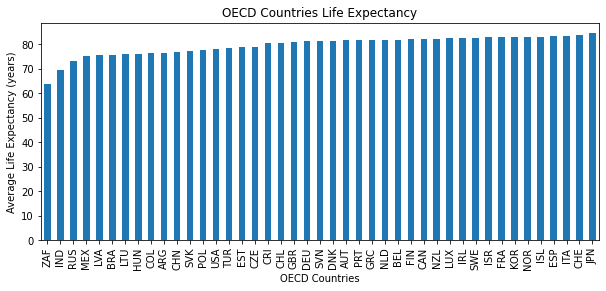 OECD Countries Life Expectancy
Average Life Expectancy (years)
80
70
60
50
40
30
20
10
0
ZAF IND RUS MEX LVA BRA LTU HUN COL ARG CHN SVK POL USA TUR EST CZE CRI CHL GBR DEU SVN DNK AUT PRT GRC NLD BEL FIN CAN NZL LUX IRL SWE ISR FRA KOR NOR ISL ESP ITA CHE JPN
OECD Countries